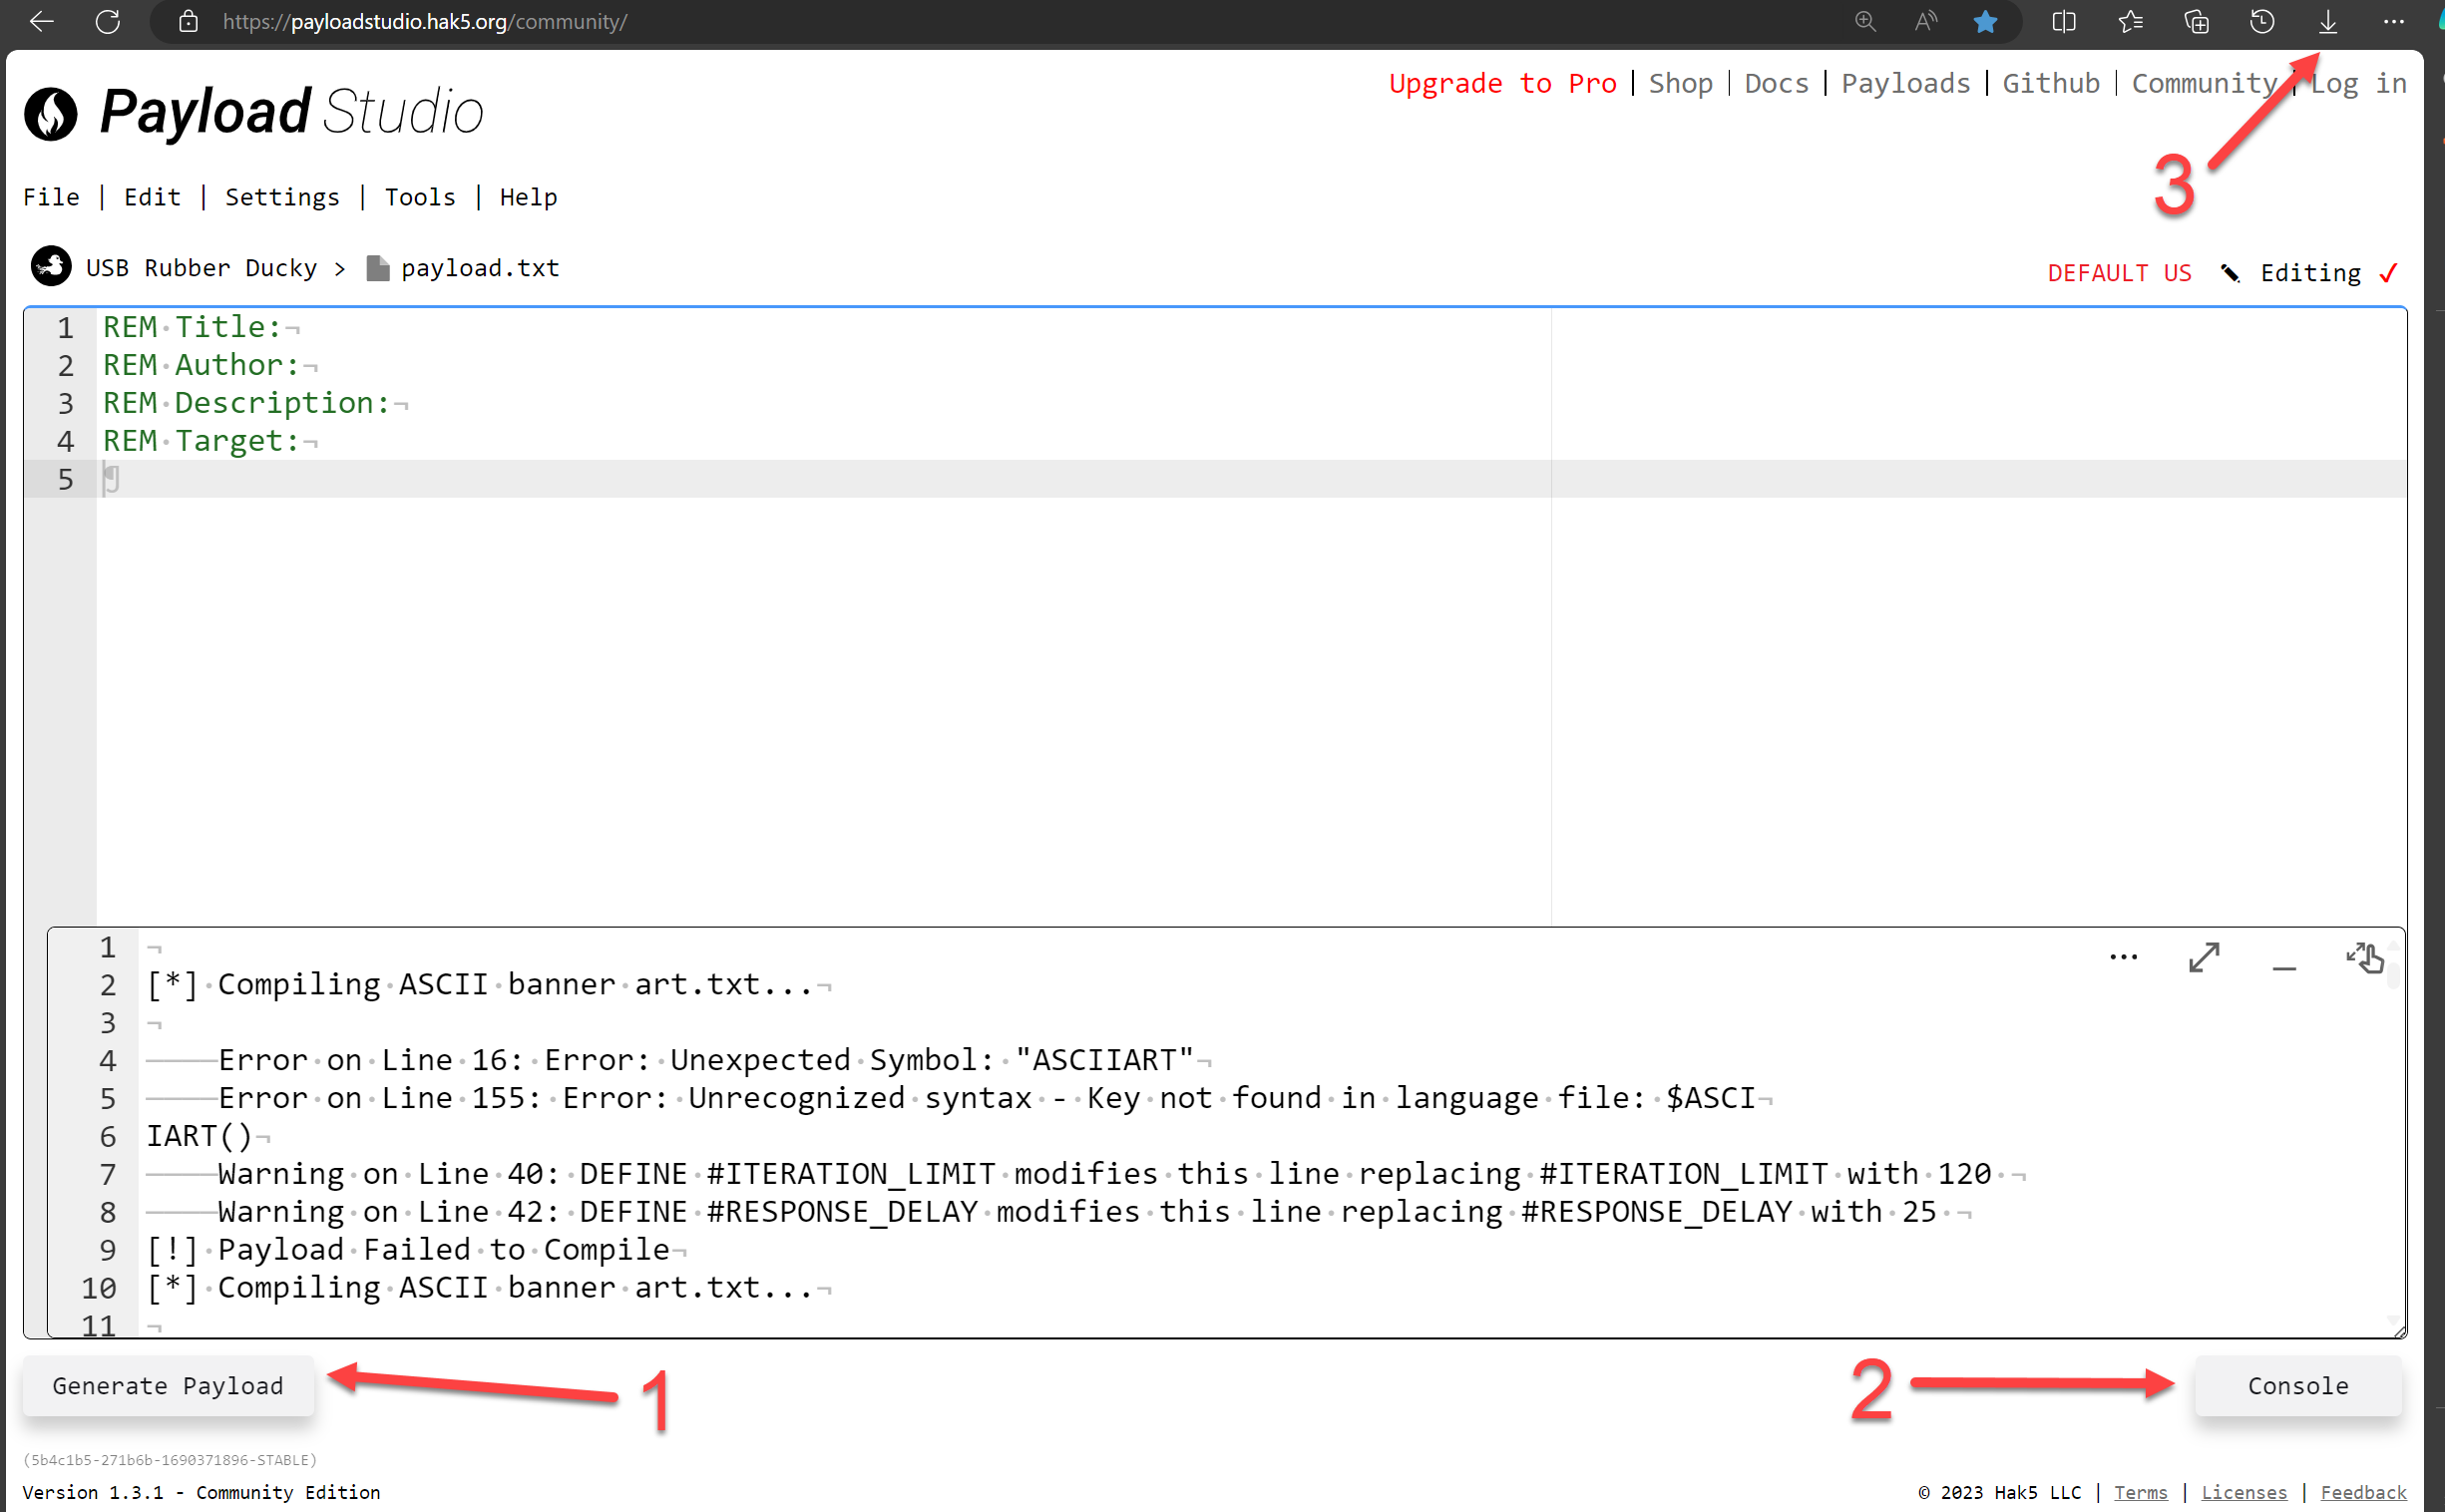 https://payloadstudio.hak5.org/community/
Upgrade to Pro | Shop | Docs | Payloads | Github | Community | Log in
Payload Studio
3
File | Edit | Settings | Tools | Help
USB Rubber Ducky > payload.txt
DEFAULT US Editing ✓
1 REM·Title:¬
2 REM·Author:¬
3 REM·Description:¬
4 REM·Target:¬
5 ¶
1 ¬
2 [*]·Compiling·ASCII·banner·art.txt...¬
3 ¬
4 ————Error·on·Line·16:·Error:·Unexpected·Symbol:·"ASCIIART"¬
5 ————Error·on·Line·155:·Error:·Unrecognized·syntax·-·Key·not·found·in·language·file:·$ASCI¬
6 IART()¬
7 ————Warning·on·Line·40:·DEFINE·#ITERATION_LIMIT·modifies·this·line·replacing·#ITERATION_LIMIT·with·120·¬
8 ————Warning·on·Line·42:·DEFINE·#RESPONSE_DELAY·modifies·this·line·replacing·#RESPONSE_DELAY·with·25·¬
9 [!]·Payload·Failed·to·Compile¬
10 [*]·Compiling·ASCII·banner·art.txt...¬
11 ¬
Generate Payload 1 2 Console
(5b4c1b5-271b6b-1690371896-STABLE)
Version 1.3.1 - Community Edition
© 2023 Hak5 LLC | Terms | Licenses | Feedback